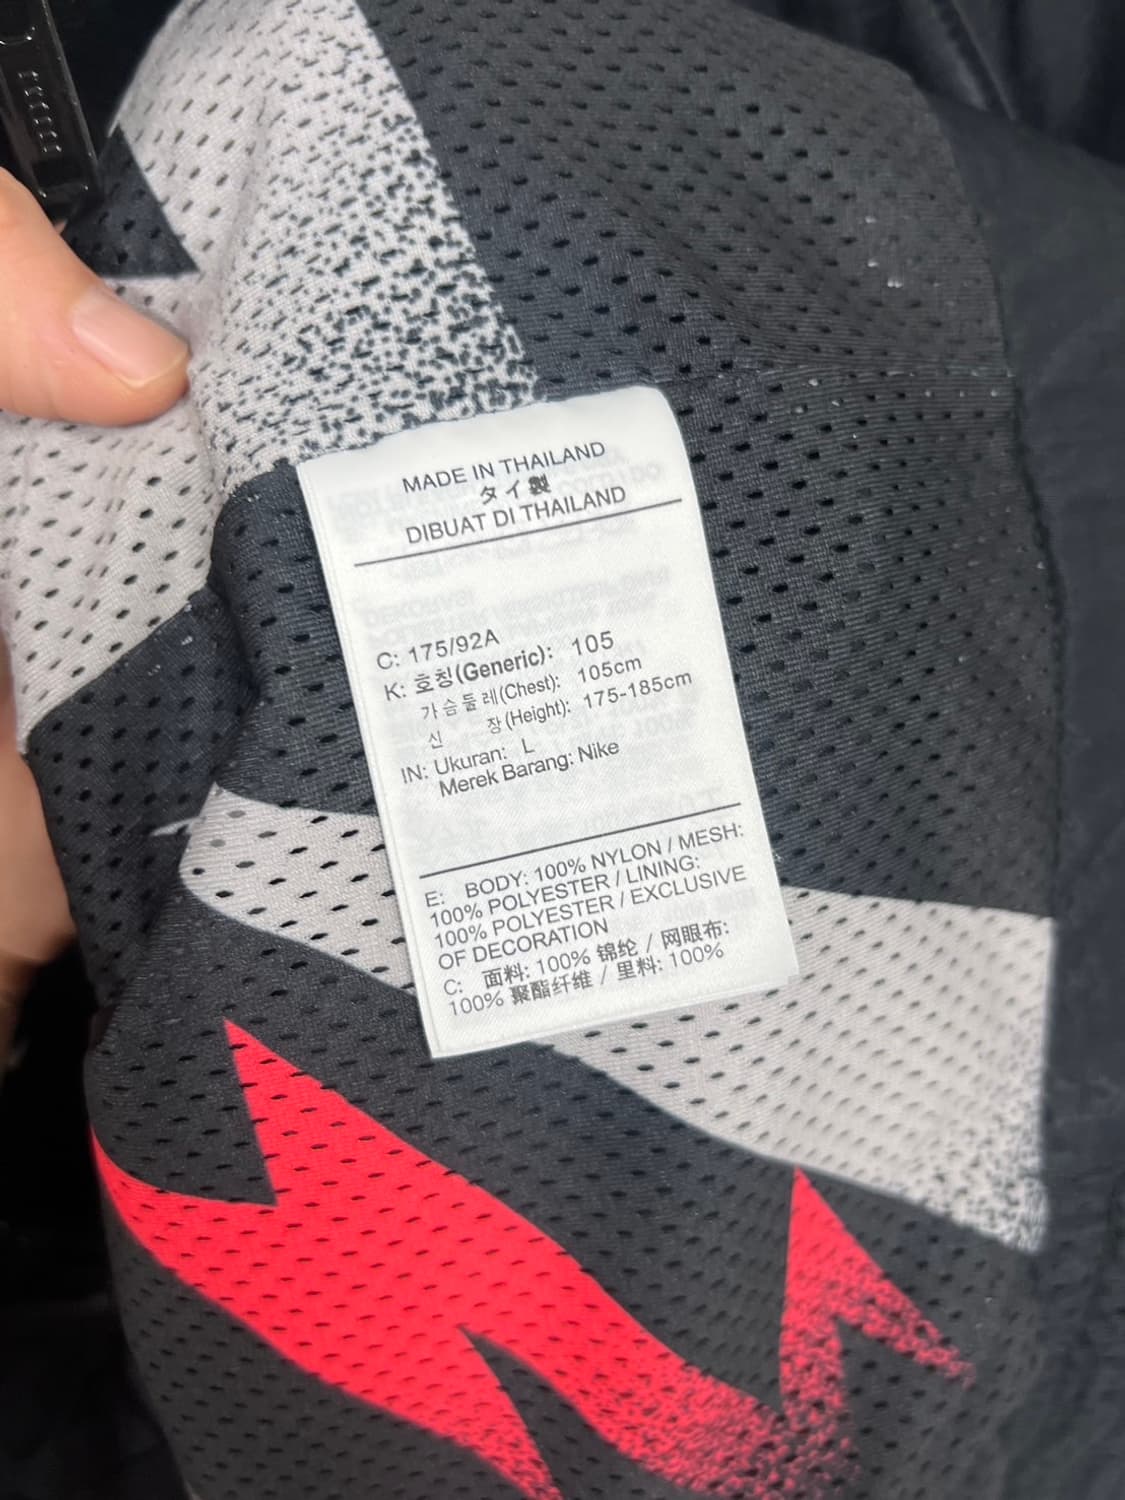 MADE IN THAILAND
タイ製
DIBUAT DI THAILAND
C: 175/92A
K: 호칭(Generic): 105
가슴둘레(Chest): 105cm
신 장(Height): 175-185cm
IN: Ukuran: L
Merek Barang: Nike
E: BODY: 100% NYLON / MESH:
100% POLYESTER / LINING:
100% POLYESTER / EXCLUSIVE
OF DECORATION
C: 面料: 100% 锦纶 / 网眼布:
100% 聚酯纤维 / 里料: 100%